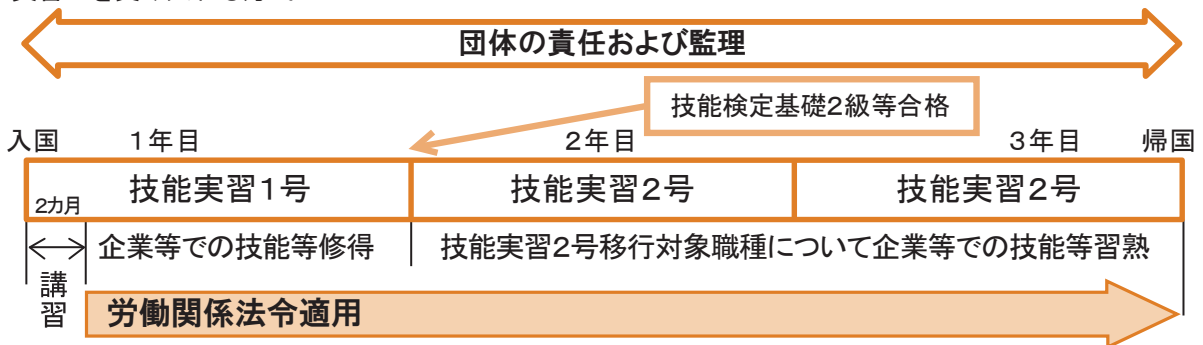 団体の責任および監理
技能検定基礎2級等合格
入国 1年目 2年目 3年目 帰国
2カ月 技能実習1号 技能実習2号 技能実習2号
企業等での技能等修得 技能実習2号移行対象職種について企業等での技能等習熟
講習
労働関係法令適用